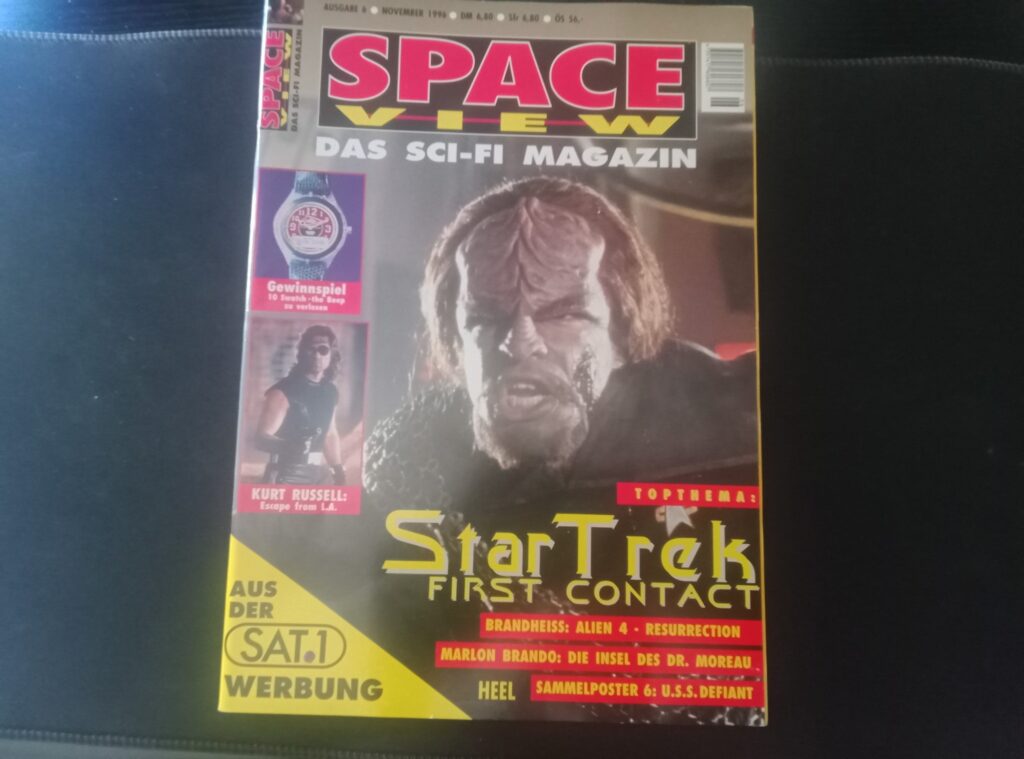 AUSGABE 6 ● NOVEMBER 1996 ● DM 6,80 ● Sfr 6,80 ● ÖS 56,-
SPACE
VIEW
DAS SCI-FI MAGAZIN
SPACE
VIEW
DAS SCI-FI MAGAZIN
Gewinnspiel
10 Swatch-the Beep
zu verlosen
KURT RUSSELL:
Escape from L.A.
TOPTHEMA:
Star Trek
FIRST CONTACT
BRANDHEISS: ALIEN 4 - RESURRECTION
MARLON BRANDO: DIE INSEL DES DR. MOREAU
HEEL
SAMMELPOSTER 6: U.S.S. DEFIANT
AUS
DER
SAT.1
WERBUNG